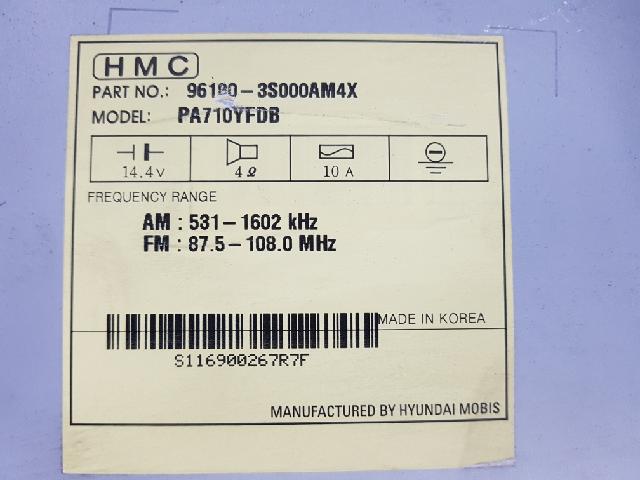 HMC
PART NO.: 96180-3S000AM4X
MODEL: PA710YFDB
14.4V 4Ω 10 A
FREQUENCY RANGE
AM : 531-1602 kHz
FM : 87.5-108.0 MHz
MADE IN KOREA
S116900267R7F
MANUFACTURED BY HYUNDAI MOBIS